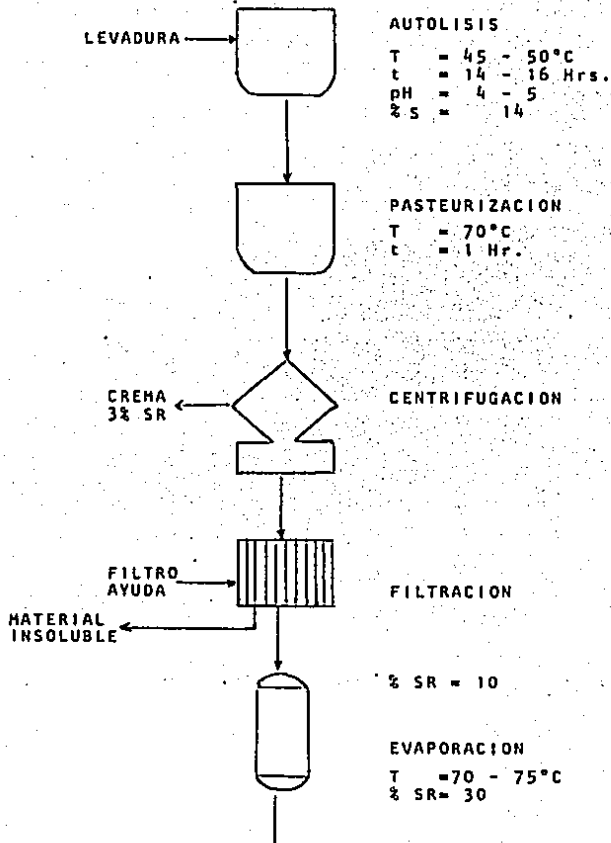 LEVADURA
AUTOLISIS
T = 45 - 50°C
t = 14 - 16 Hrs.
pH = 4 - 5
% S = 14
PASTEURIZACION
T = 70°C
t = 1 Hr.
CREMA
3% SR
CENTRIFUGACION
FILTRO
AYUDA
FILTRACION
MATERIAL
INSOLUBLE
% SR = 10
EVAPORACION
T =70 - 75°C
% SR= 30